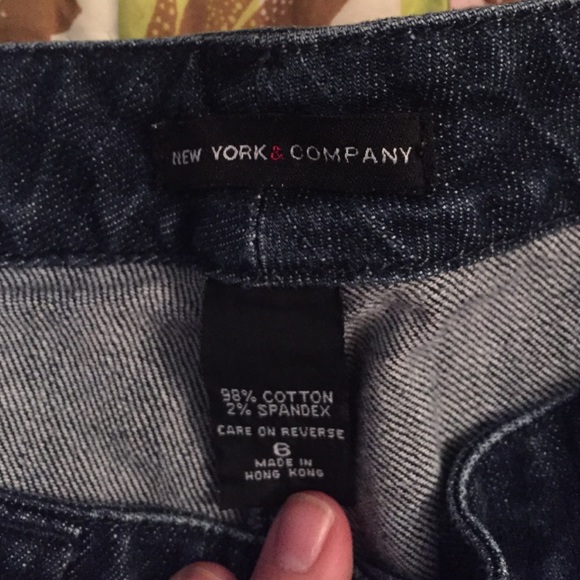 NEW YORK & COMPANY
98% COTTON
2% SPANDEX
CARE ON REVERSE
6
MADE IN
HONG KONG